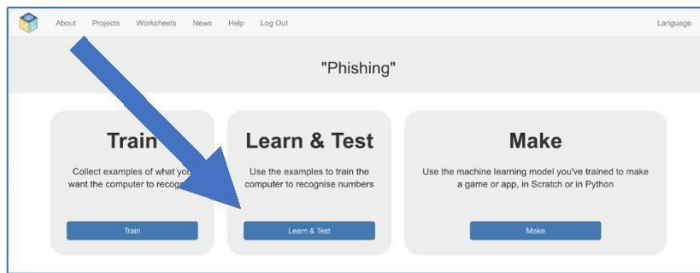 About Projects Worksheets News Help Log Out Language
"Phishing"
Train
Collect examples of what you
want the computer to
Train
Learn & Test
Use the examples to train the
computer to recognise numbers
Learn & Test
Make
Use the machine learning model you've trained to make
a game or app, in Scratch or in Python
Make